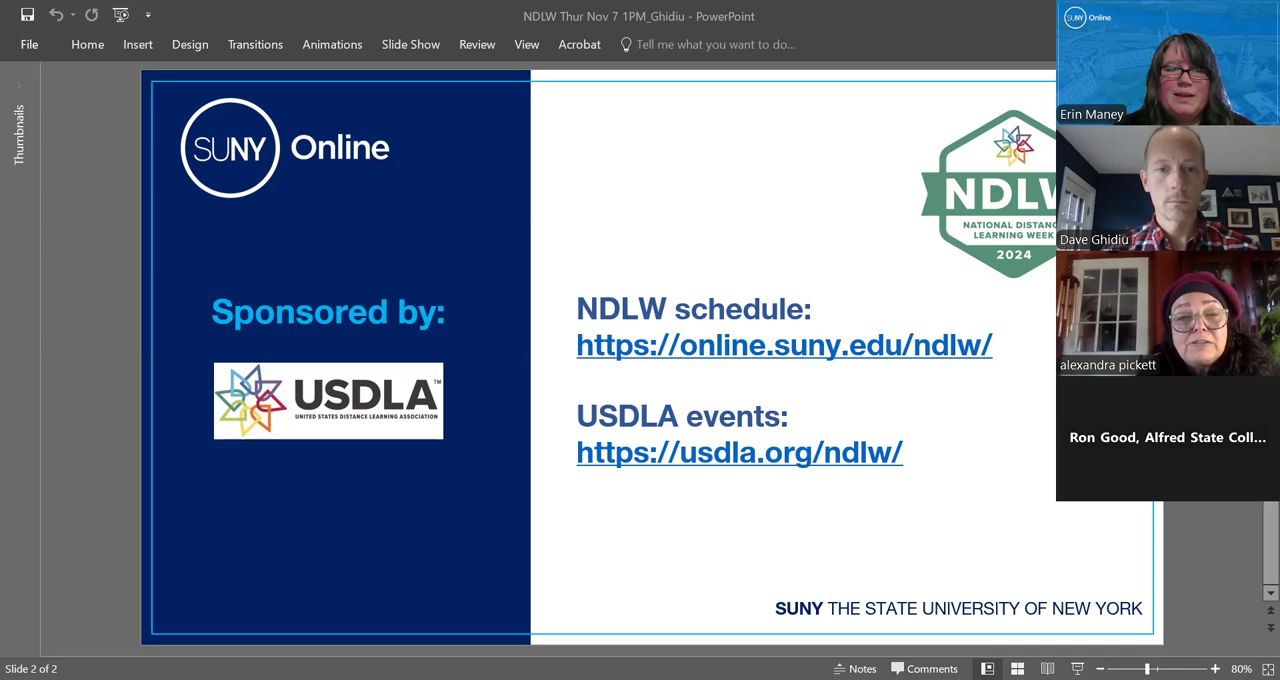 NDLW Thur Nov 7 1PM_Ghidiu - PowerPoint
File Home Insert Design Transitions Animations Slide Show Review View Acrobat Tell me what you want to do...
Thumbnails
SUNY Online
Sponsored by:
USDLA™
UNITED STATES DISTANCE LEARNING ASSOCIATION
NDLW
NATIONAL DISTANC
LEARNING WEEK
2024
NDLW schedule:
https://online.suny.edu/ndlw/
USDLA events:
https://usdla.org/ndlw/
SUNY THE STATE UNIVERSITY OF NEW YORK
SUNY Online
Erin Maney
Dave Ghidiu
alexandra pickett
Ron Good, Alfred State Coll...
Slide 2 of 2 Notes Comments 80%